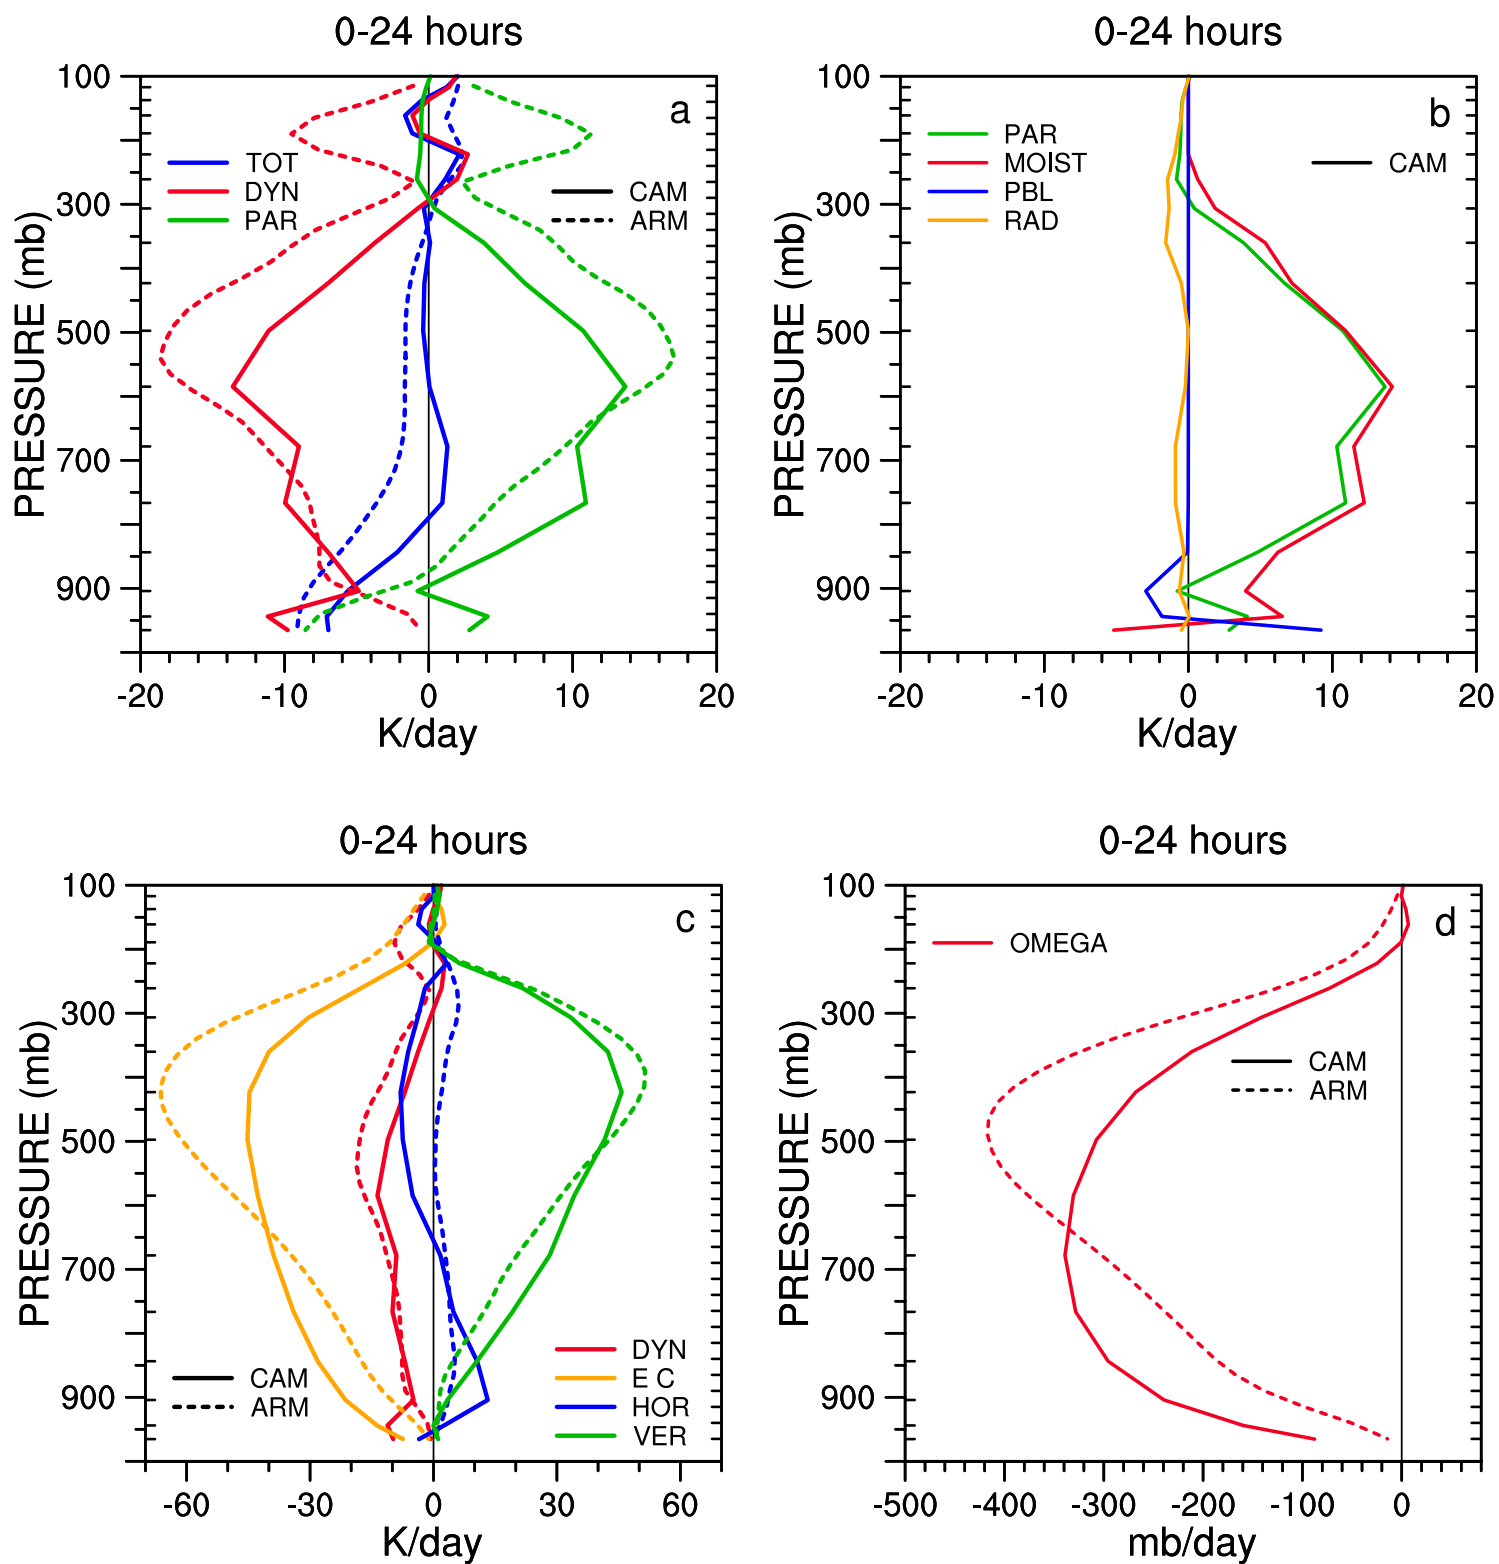 0-24 hours
a
TOT
DYN
PAR
CAM
ARM
100
300
500
700
900
PRESSURE (mb)
-20 -10 0 10 20
K/day
0-24 hours
b
PAR
MOIST
PBL
RAD
CAM
100
300
500
700
900
PRESSURE (mb)
-20 -10 0 10 20
K/day
0-24 hours
c
CAM
ARM
DYN
E C
HOR
VER
100
300
500
700
900
PRESSURE (mb)
-60 -30 0 30 60
K/day
0-24 hours
d
OMEGA
CAM
ARM
100
300
500
700
900
PRESSURE (mb)
-500 -400 -300 -200 -100 0
mb/day